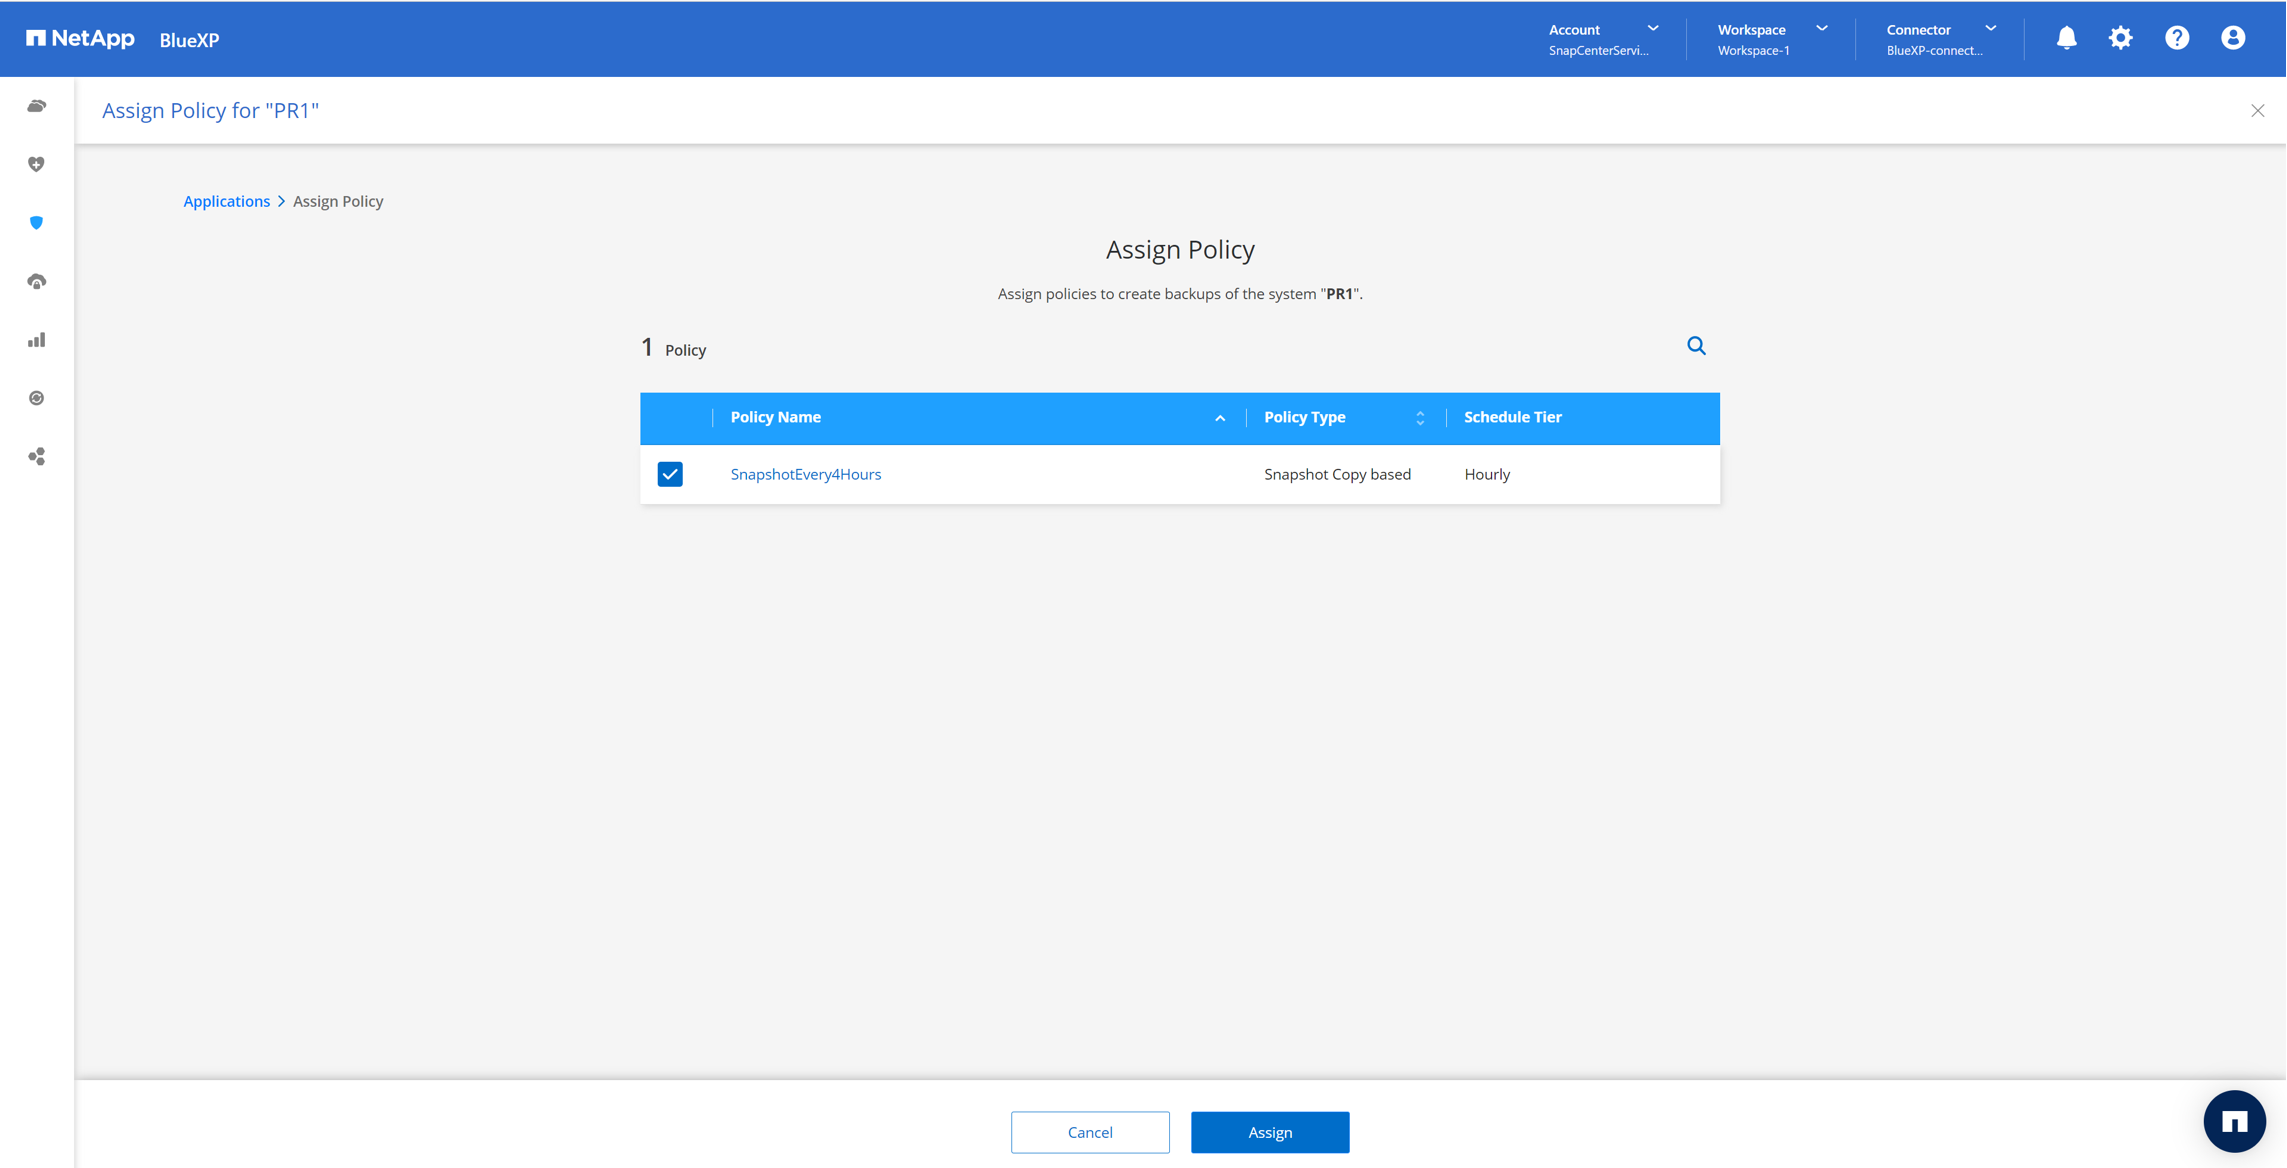 NetApp BlueXP
Account
SnapCenterServi...
Workspace
Workspace-1
Connector
BlueXP-connect...
Assign Policy for "PR1"
Applications > Assign Policy
Assign Policy
Assign policies to create backups of the system "PR1".
1 Policy
Policy Name Policy Type Schedule Tier
SnapshotEvery4Hours Snapshot Copy based Hourly
Cancel Assign